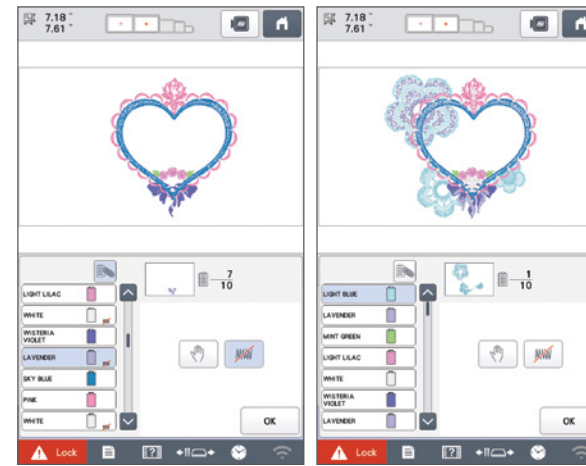 7.18 "
7.61 "
7
10
LIGHT LILAC
WHITE
WISTERIA
VIOLET
LAVENDER
SKY BLUE
PINK
WHITE
OK
Lock
7.18 "
7.61 "
1
10
LIGHT BLUE
LAVENDER
MINT GREEN
LIGHT LILAC
WHITE
WISTERIA
VIOLET
LAVENDER
OK
Lock